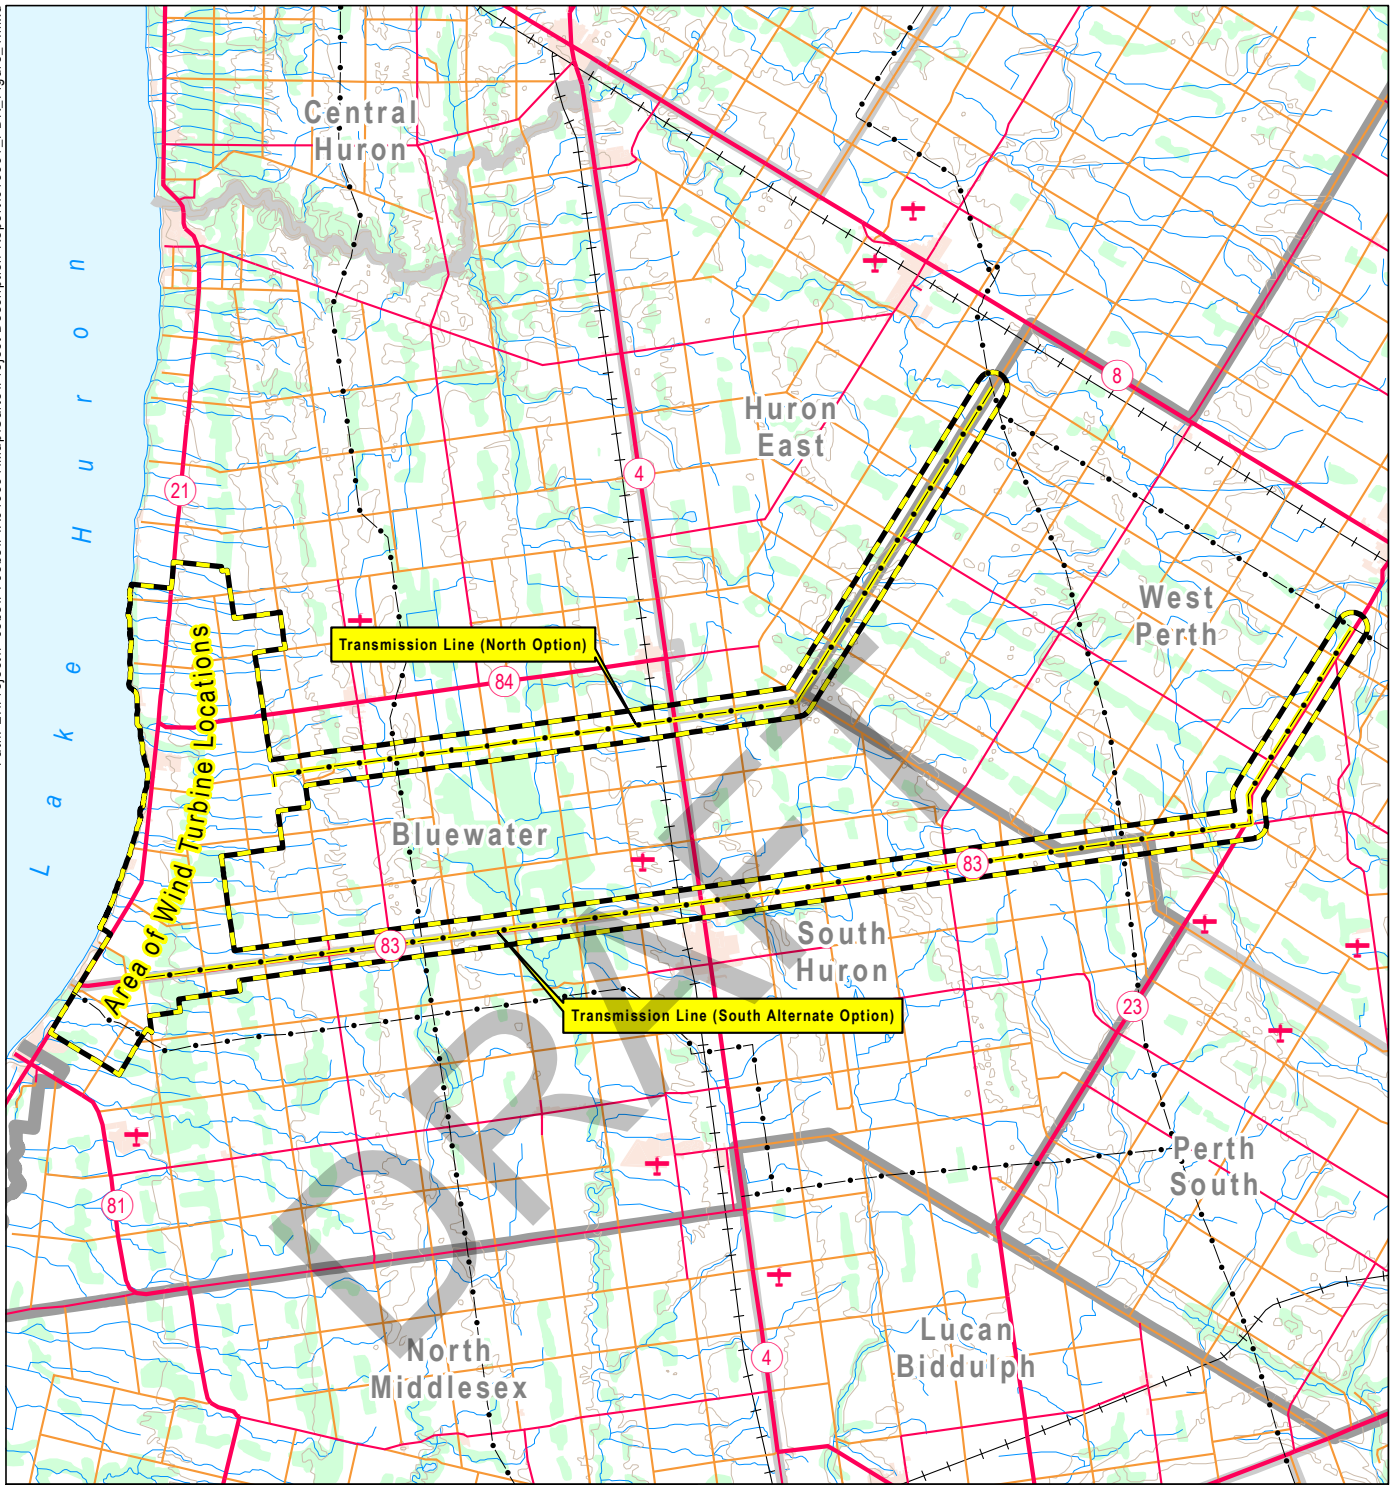 Central
Huron
Lake Huron
21
4
8
Huron
East
West
Perth
Transmission Line (North Option)
84
Area of Wind Turbine Locations
Bluewater
83
83
South
Huron
Transmission Line (South Alternate Option)
23
DRAFT
81
Perth
South
North
Middlesex
4
Lucan
Biddulph